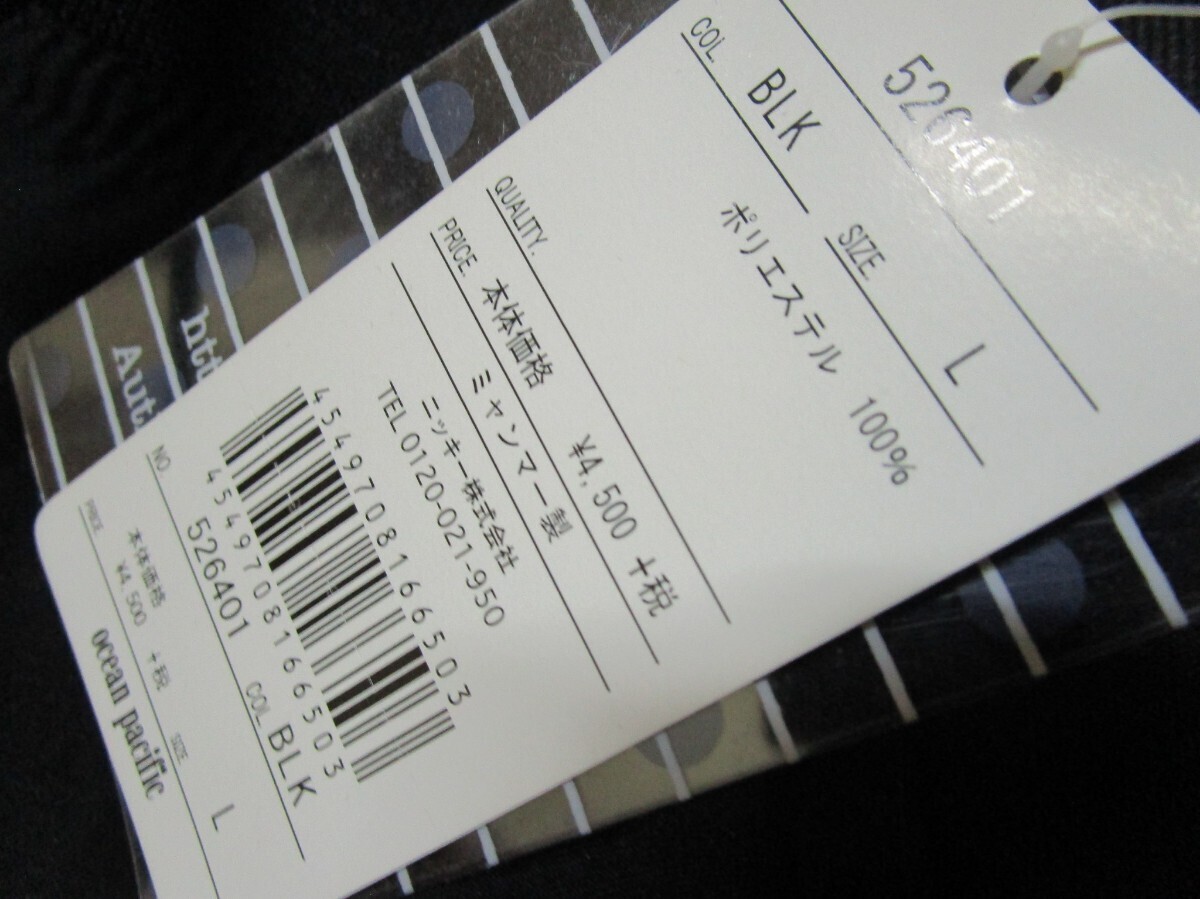 526401
COL. BLK SIZE. L
QUALITY. ポリエステル 100%
PRICE. 本体価格 ¥4,500 +税
ミャンマー製
ニッキー株式会社
TEL 0120-021-950
4549708166503
4549708166503
NO. 526401 COL. BLK
PRICE 本体価格 ¥4,500 +税 SIZE L
ocean pacific
htt
Aut